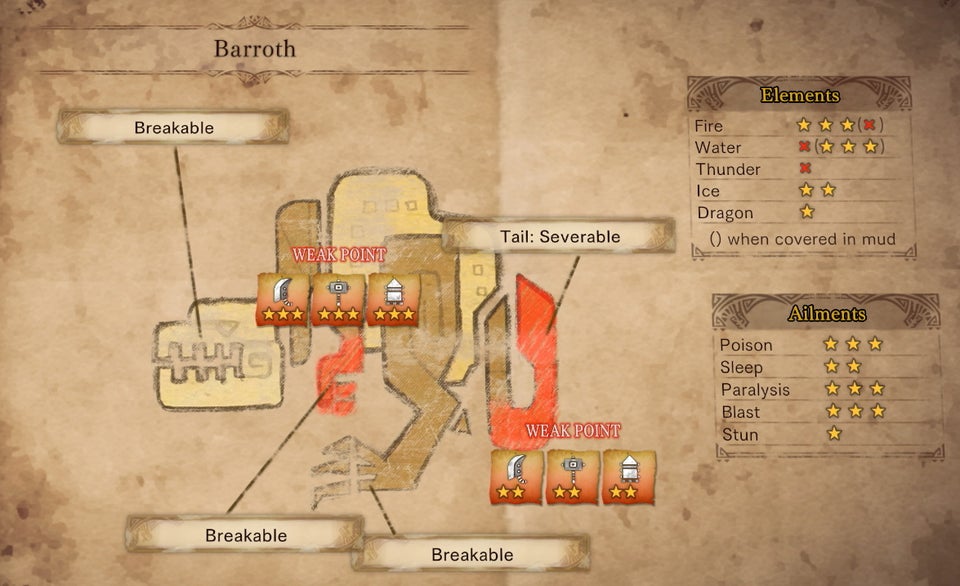 Barroth
Breakable
Elements
Fire
Water
Thunder
Ice
Dragon
() when covered in mud
Tail: Severable
WEAK POINT
Ailments
Poison
Sleep
Paralysis
Blast
Stun
WEAK POINT
Breakable
Breakable